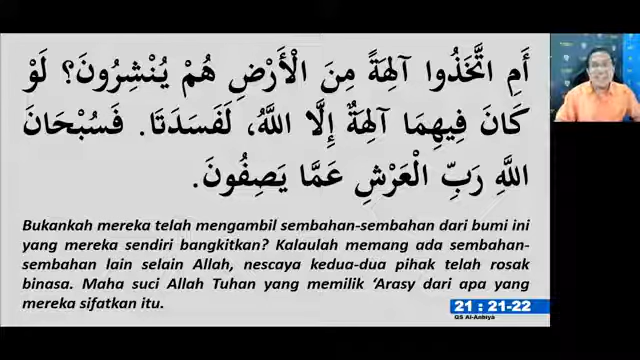 أَمِ اتَّخَذُوا آلِهَةً مِنَ الْأَرْضِ هُمْ يُنْشِرُونَ؟ لَوْ
كَانَ فِيهِمَا آلِهَةٌ إِلَّا اللَّهُ، لَفَسَدَتَا. فَسُبْحَانَ
اللَّهِ رَبِّ الْعَرْشِ عَمَّا يَصِفُونَ.
Bukankah mereka telah mengambil sembahan-sembahan dari bumi ini
yang mereka sendiri bangkitkan? Kalaulah memang ada sembahan-
sembahan lain selain Allah, nescaya kedua-dua pihak telah rosak
binasa. Maha suci Allah Tuhan yang memilik ‘Arasy dari apa yang
mereka sifatkan itu.
21 : 21-22
QS Al-Anbiya